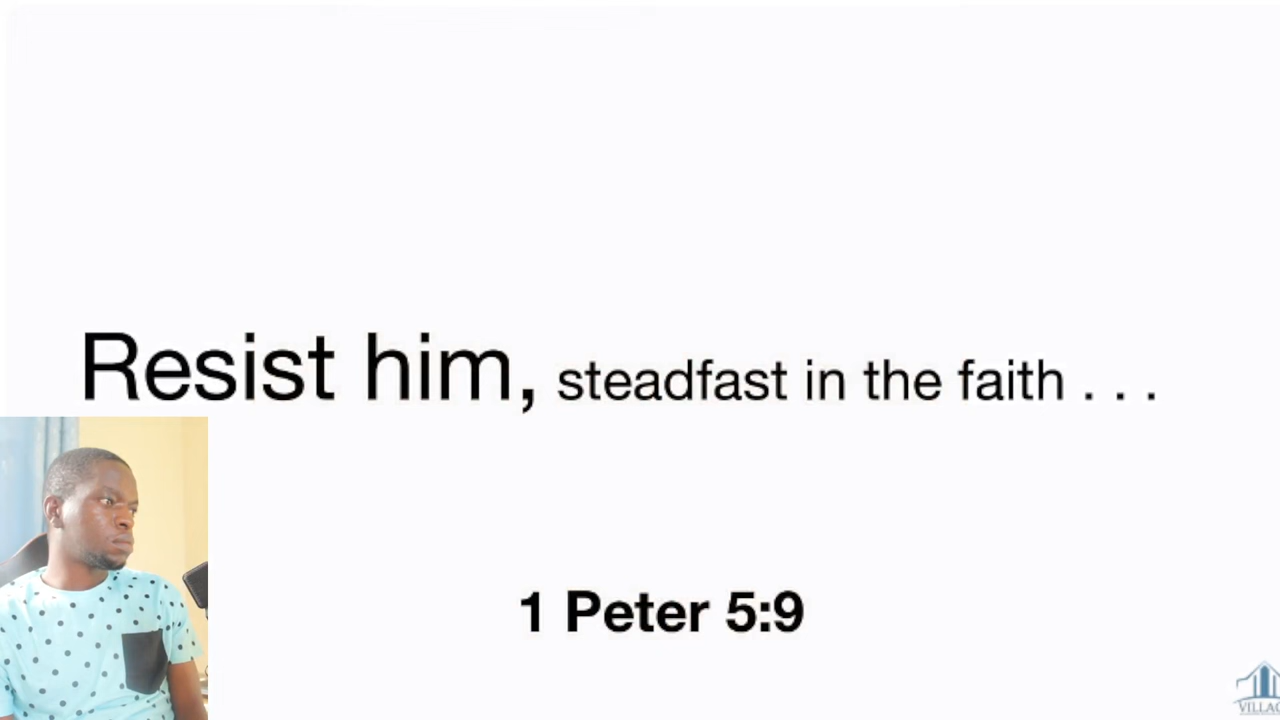 Resist him, steadfast in the faith . . .
1 Peter 5:9